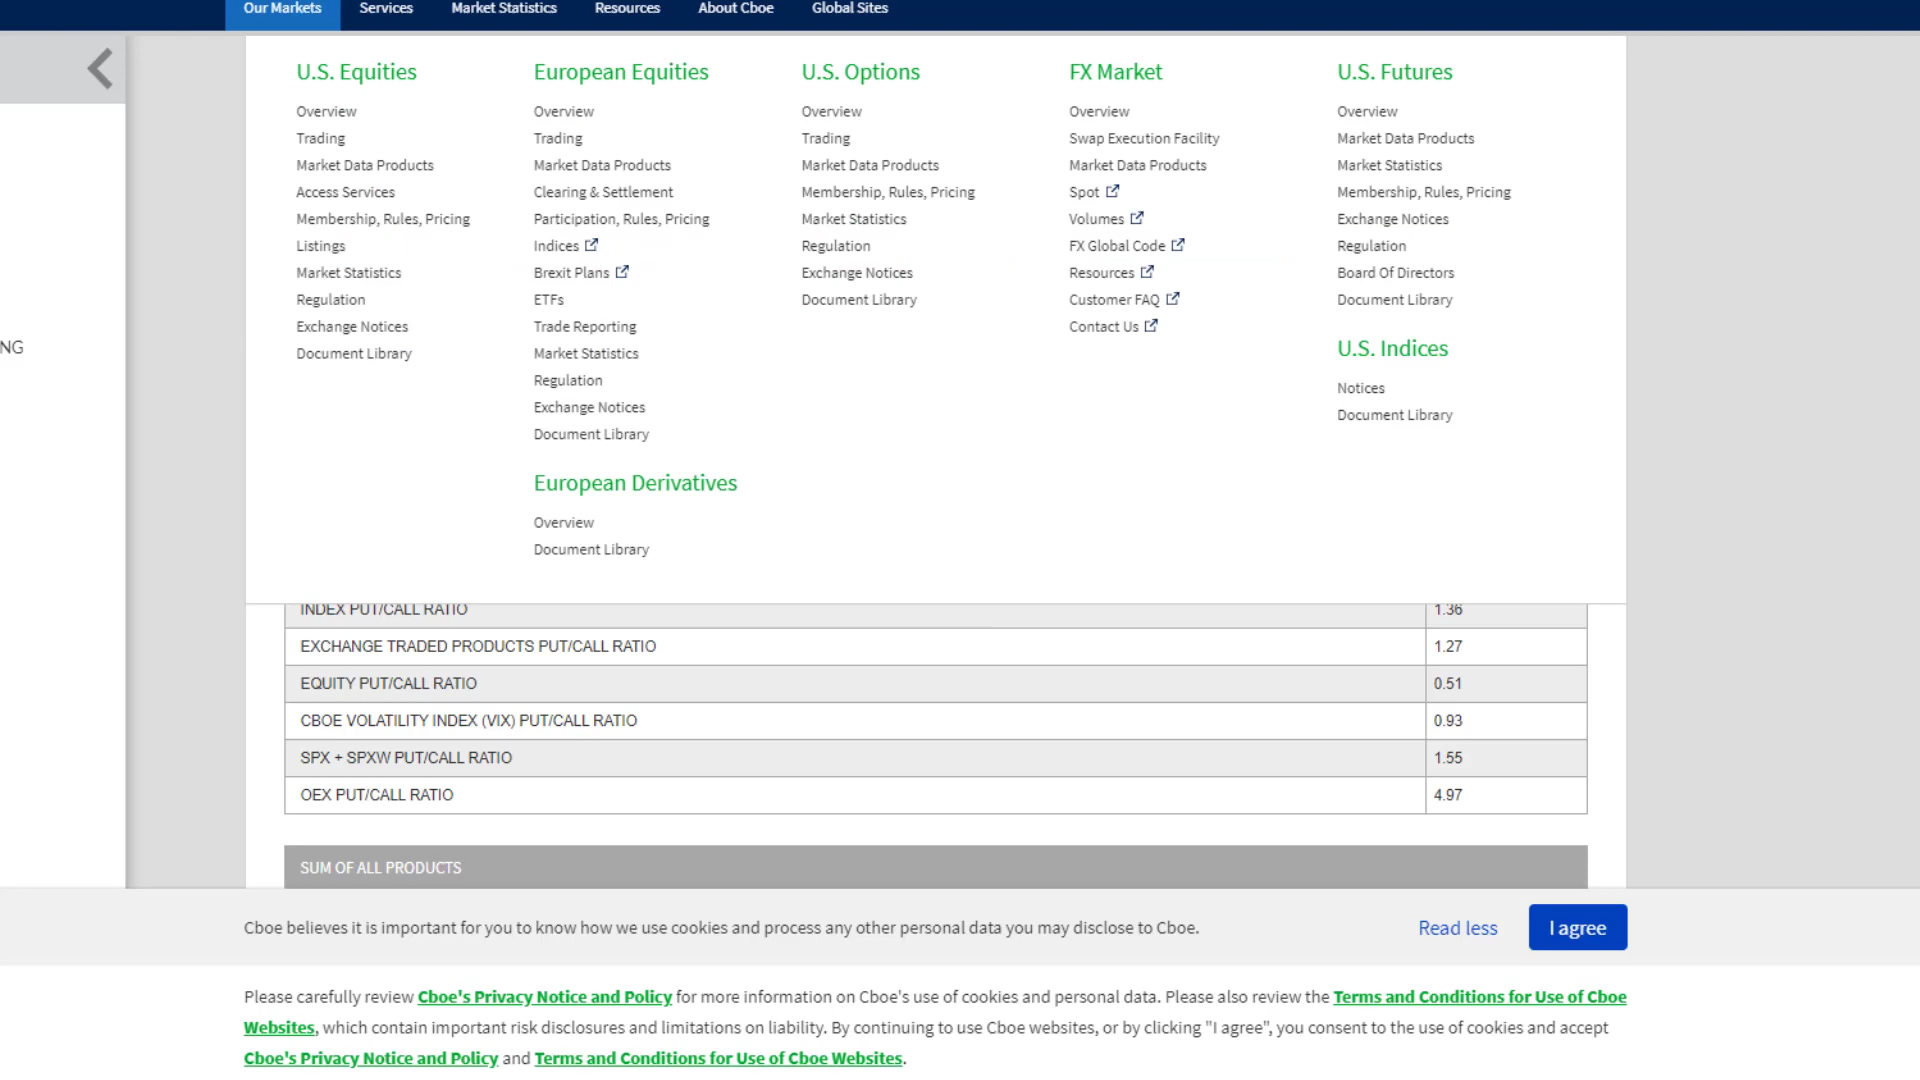 Our Markets Services Market Statistics Resources About Cboe Global Sites
U.S. Equities
Overview
Trading
Market Data Products
Access Services
Membership, Rules, Pricing
Listings
Market Statistics
Regulation
Exchange Notices
Document Library
European Equities
Overview
Trading
Market Data Products
Clearing & Settlement
Participation, Rules, Pricing
Indices
Brexit Plans
ETFs
Trade Reporting
Market Statistics
Regulation
Exchange Notices
Document Library
European Derivatives
Overview
Document Library
U.S. Options
Overview
Trading
Market Data Products
Membership, Rules, Pricing
Market Statistics
Regulation
Exchange Notices
Document Library
FX Market
Overview
Swap Execution Facility
Market Data Products
Spot
Volumes
FX Global Code
Resources
Customer FAQ
Contact Us
U.S. Futures
Overview
Market Data Products
Market Statistics
Membership, Rules, Pricing
Exchange Notices
Regulation
Board Of Directors
Document Library
U.S. Indices
Notices
Document Library
NG
INDEX PUT/CALL RATIO 1.36
EXCHANGE TRADED PRODUCTS PUT/CALL RATIO 1.27
EQUITY PUT/CALL RATIO 0.51
CBOE VOLATILITY INDEX (VIX) PUT/CALL RATIO 0.93
SPX + SPXW PUT/CALL RATIO 1.55
OEX PUT/CALL RATIO 4.97
SUM OF ALL PRODUCTS
Cboe believes it is important for you to know how we use cookies and process any other personal data you may disclose to Cboe. Read less I agree
Please carefully review Cboe's Privacy Notice and Policy for more information on Cboe's use of cookies and personal data. Please also review the Terms and Conditions for Use of Cboe
Websites, which contain important risk disclosures and limitations on liability. By continuing to use Cboe websites, or by clicking "I agree", you consent to the use of cookies and accept
Cboe's Privacy Notice and Policy and Terms and Conditions for Use of Cboe Websites.